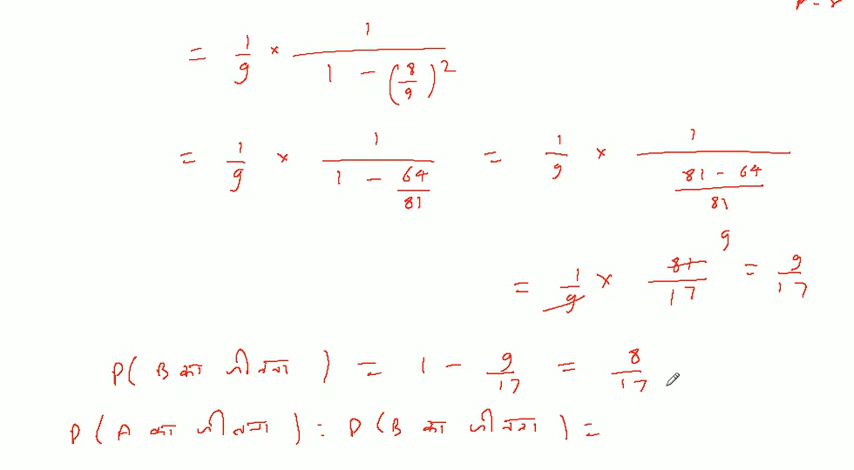 = 1/9 × 1/(1 - (8/9)²)
= 1/9 × 1/(1 - 64/81) = 1/9 × 1/((81 - 64)/81)
= 1/9 × 81/17 9 = 9/17
P( B का जीतना ) = 1 - 9/17 = 8/17
P( A का जीतना ) : P( B का जीतना ) =